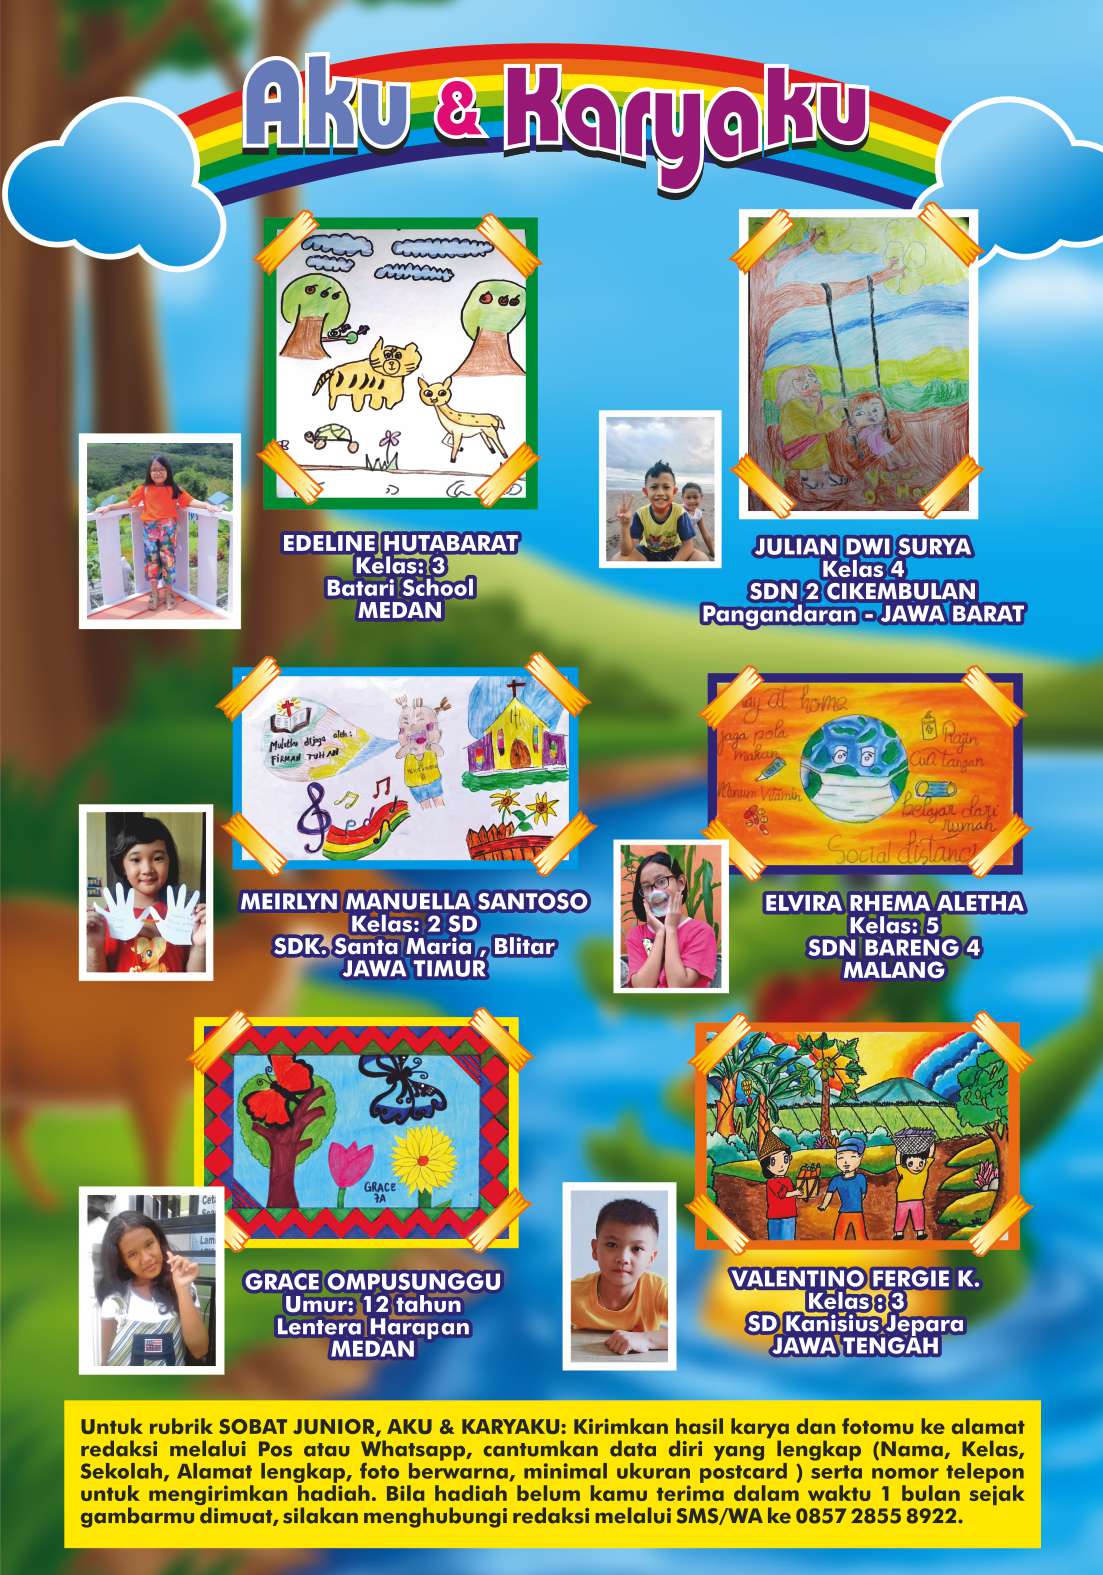 Aku & Karyaku
EDELINE HUTABARAT
Kelas: 3
Batari School
MEDAN
JULIAN DWI SURYA
Kelas 4
SDN 2 CIKEMBULAN
Pangandaran - JAWA BARAT
Mulutku dijaga oleh :
FIRMAN TUHAN
MEIRLYN MANUELLA SANTOSO
Kelas: 2 SD
SDK. Santa Maria , Blitar
JAWA TIMUR
at home
jaga pola
makan
Rajin
cuci tangan
Minum Vitamin
belajar dari
rumah
Social distanc
ELVIRA RHEMA ALETHA
Kelas: 5
SDN BARENG 4
MALANG
GRACE
7A
GRACE OMPUSUNGGU
Umur: 12 tahun
Lentera Harapan
MEDAN
VALENTINO FERGIE K.
Kelas : 3
SD Kanisius Jepara
JAWA TENGAH
Untuk rubrik SOBAT JUNIOR, AKU & KARYAKU: Kirimkan hasil karya dan fotomu ke alamat
redaksi melalui Pos atau Whatsapp, cantumkan data diri yang lengkap (Nama, Kelas,
Sekolah, Alamat lengkap, foto berwarna, minimal ukuran postcard ) serta nomor telepon
untuk mengirimkan hadiah. Bila hadiah belum kamu terima dalam waktu 1 bulan sejak
gambarmu dimuat, silakan menghubungi redaksi melalui SMS/WA ke 0857 2855 8922.